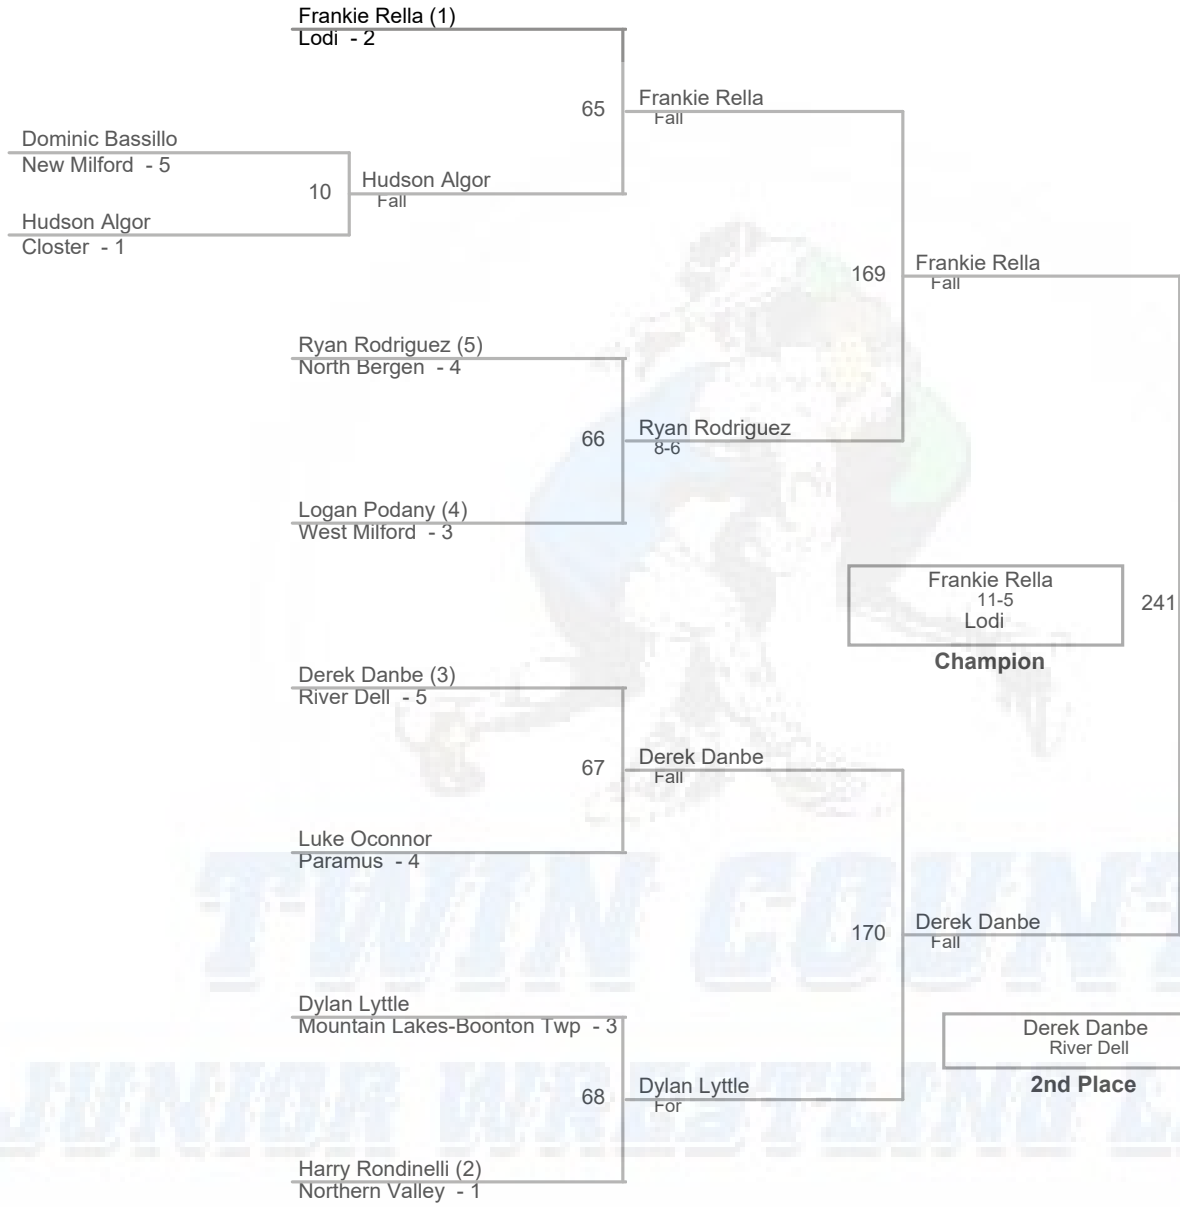 Frankie Rella (1)
Lodi - 2
65
Frankie Rella
Fall
Dominic Bassillo
New Milford - 5
10
Hudson Algor
Fall
Hudson Algor
Closter - 1
169
Frankie Rella
Fall
Ryan Rodriguez (5)
North Bergen - 4
66
Ryan Rodriguez
8-6
Logan Podany (4)
West Milford - 3
Frankie Rella
11-5
Lodi
241
Champion
Derek Danbe (3)
River Dell - 5
67
Derek Danbe
Fall
Luke Oconnor
Paramus - 4
170
Derek Danbe
Fall
Dylan Lyttle
Mountain Lakes-Boonton Twp - 3
Derek Danbe
River Dell
2nd Place
68
Dylan Lyttle
For
Harry Rondinelli (2)
Northern Valley - 1
TWIN COUNT
JUNIOR WRESTLING L